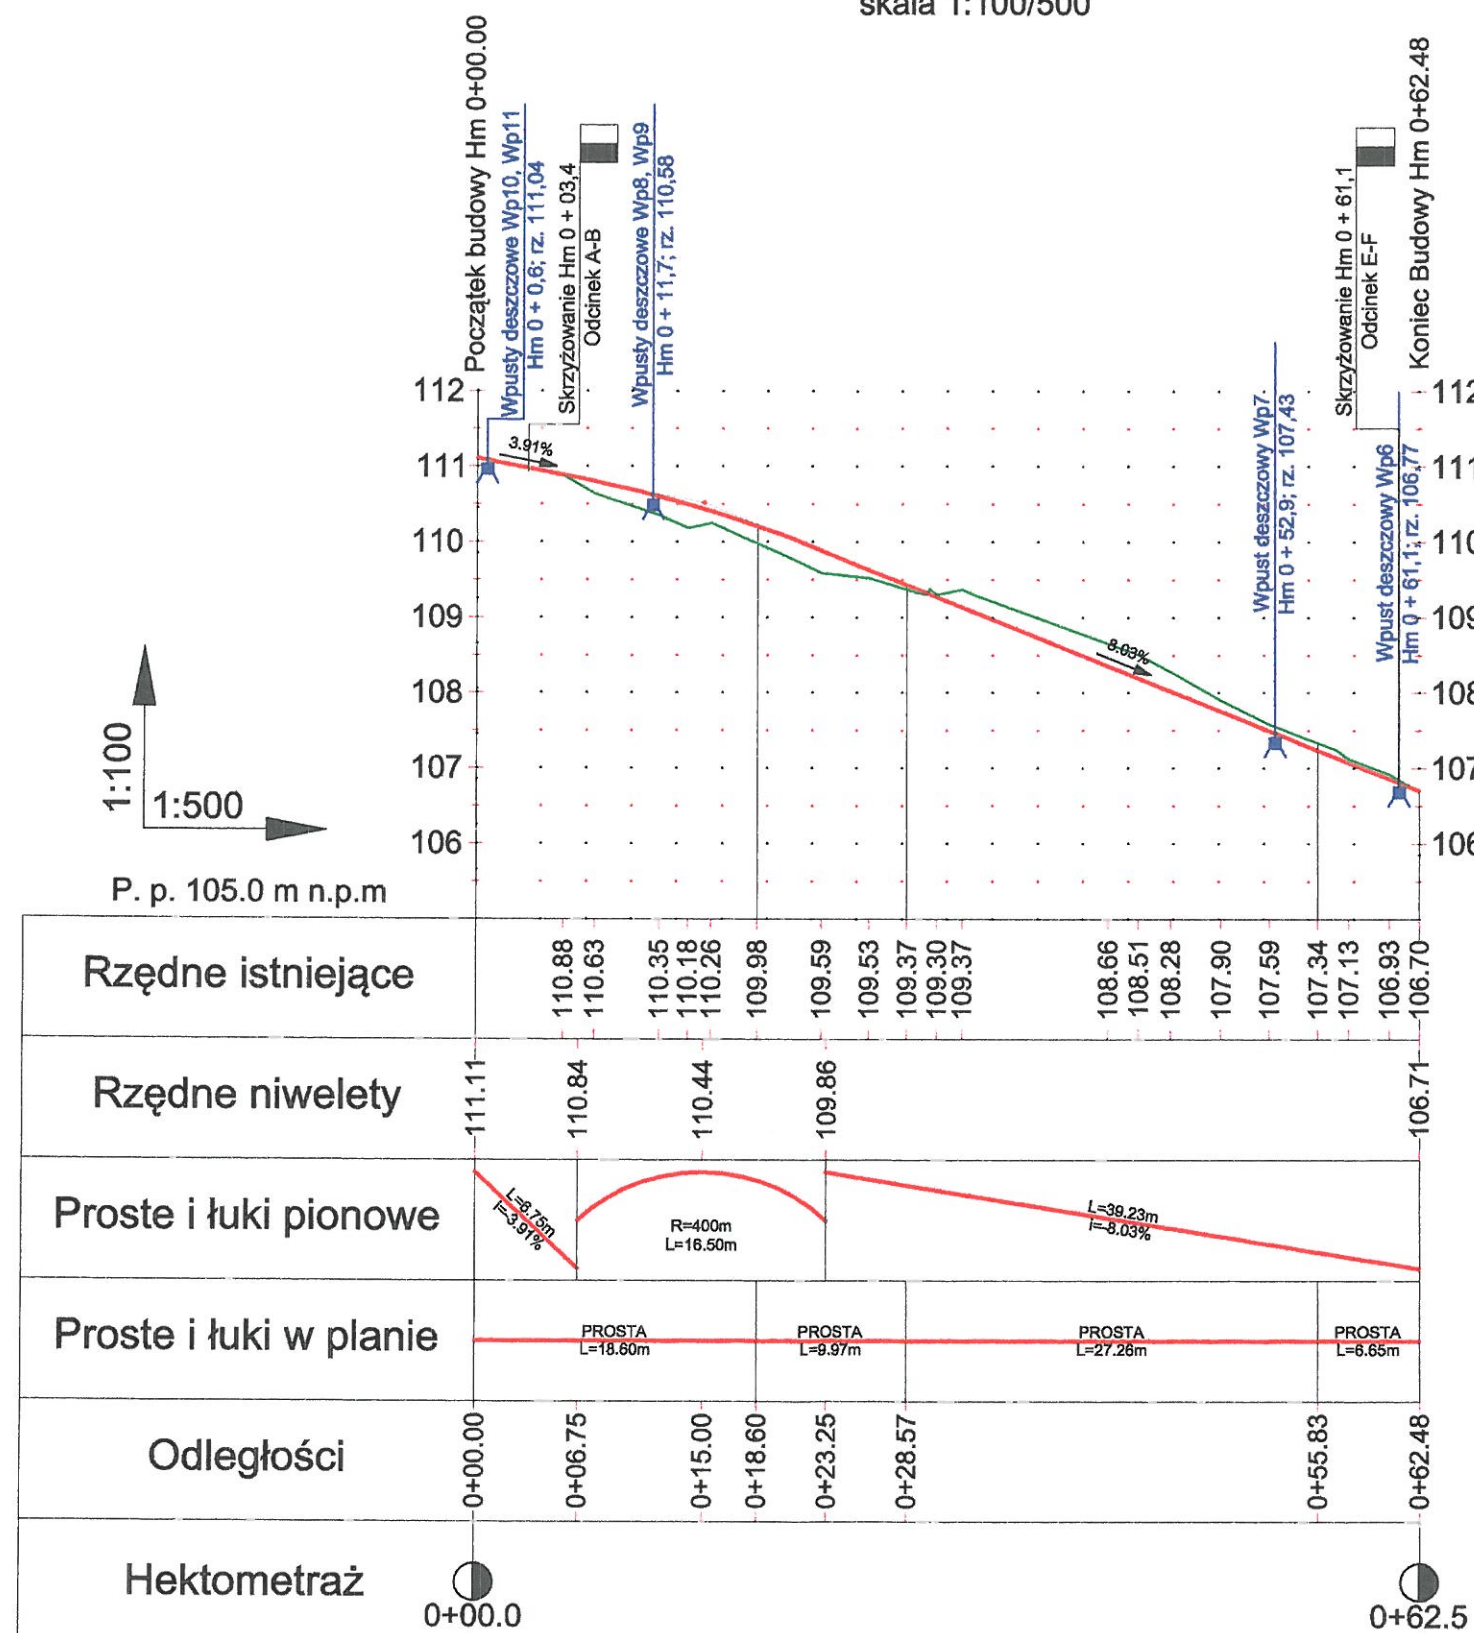 skala 1:100/500
Początek budowy Hm 0+00.00
Wpusty deszczowe Wp10, Wp11
Hm 0 + 0,6; rz. 111,04
Skrzyżowanie Hm 0 + 03,4
Odcinek A-B
Wpusty deszczowe Wp8, Wp9
Hm 0 + 11,7; rz. 110,58
Wpust deszczowy Wp7
Hm 0 + 52,9; rz. 107,43
Skrzyżowanie Hm 0 + 61,1
Odcinek E-F
Wpust deszczowy Wp6
Hm 0 + 61,1; rz. 106,77
Koniec Budowy Hm 0+62.48
112
111
110
109
108
107
106
112
111
110
109
108
107
106
3.91%
8.03%
1:100
1:500
P. p. 105.0 m n.p.m
Rzędne istniejące
110.88
110.63
110.35
110.18
110.26
109.98
109.59
109.53
109.37
109.30
109.37
108.66
108.51
108.28
107.90
107.59
107.34
107.13
106.93
106.70
Rzędne niwelety
111.11
110.84
110.44
109.86
106.71
Proste i łuki pionowe
L=6.75m
i=-3.91%
R=400m
L=16.50m
L=39.23m
i=-8.03%
Proste i łuki w planie
PROSTA
L=18.60m
PROSTA
L=9.97m
PROSTA
L=27.26m
PROSTA
L=6.65m
Odległości
0+00.00
0+06.75
0+15.00
0+18.60
0+23.25
0+28.57
0+55.83
0+62.48
Hektometraż
0+00.0
0+62.5